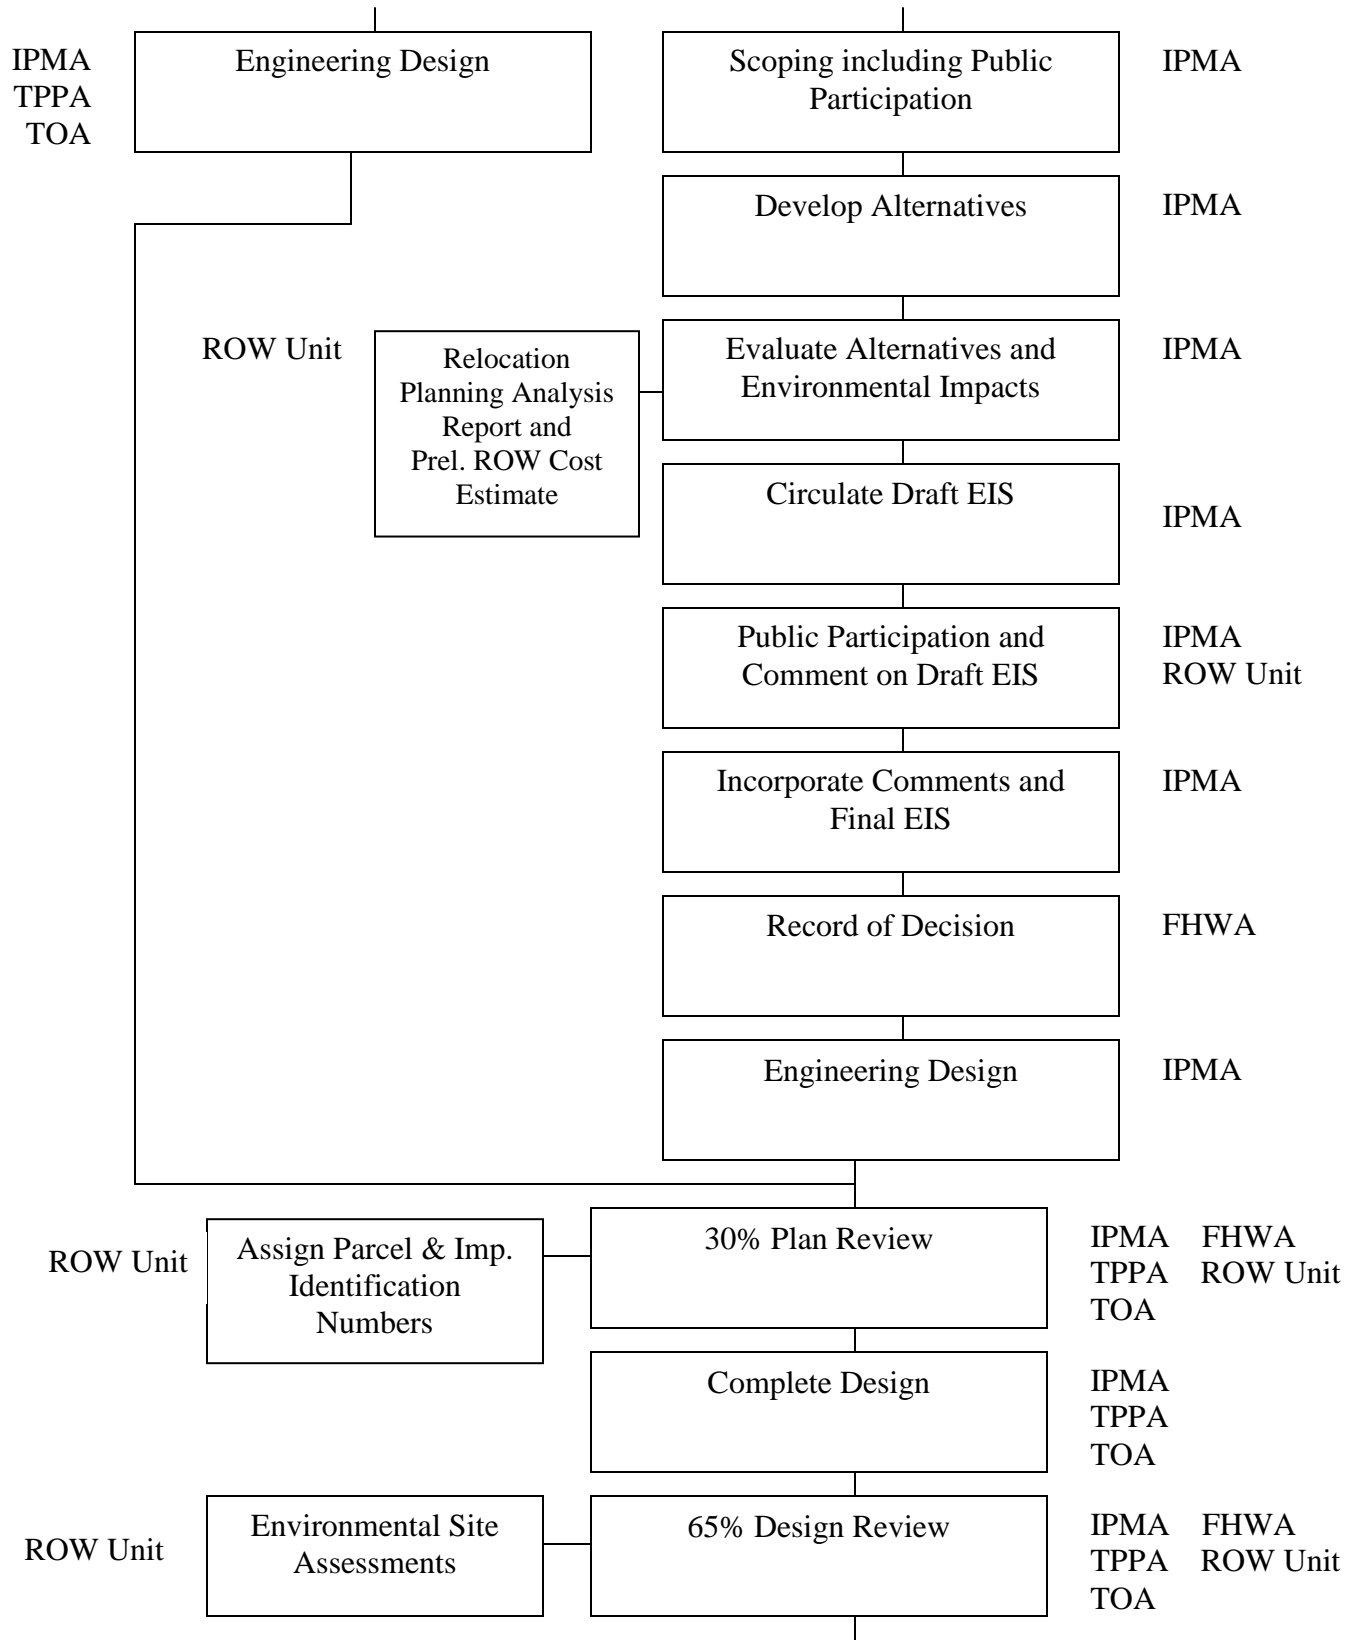 IPMA
TPPA
TOA
Engineering Design
Scoping including Public
Participation
IPMA
Develop Alternatives
IPMA
ROW Unit
Relocation
Planning Analysis
Report and
Prel. ROW Cost
Estimate
Evaluate Alternatives and
Environmental Impacts
IPMA
Circulate Draft EIS
IPMA
Public Participation and
Comment on Draft EIS
IPMA
ROW Unit
Incorporate Comments and
Final EIS
IPMA
Record of Decision
FHWA
Engineering Design
IPMA
ROW Unit
Assign Parcel & Imp.
Identification
Numbers
30% Plan Review
IPMA FHWA
TPPA ROW Unit
TOA
Complete Design
IPMA
TPPA
TOA
ROW Unit
Environmental Site
Assessments
65% Design Review
IPMA FHWA
TPPA ROW Unit
TOA